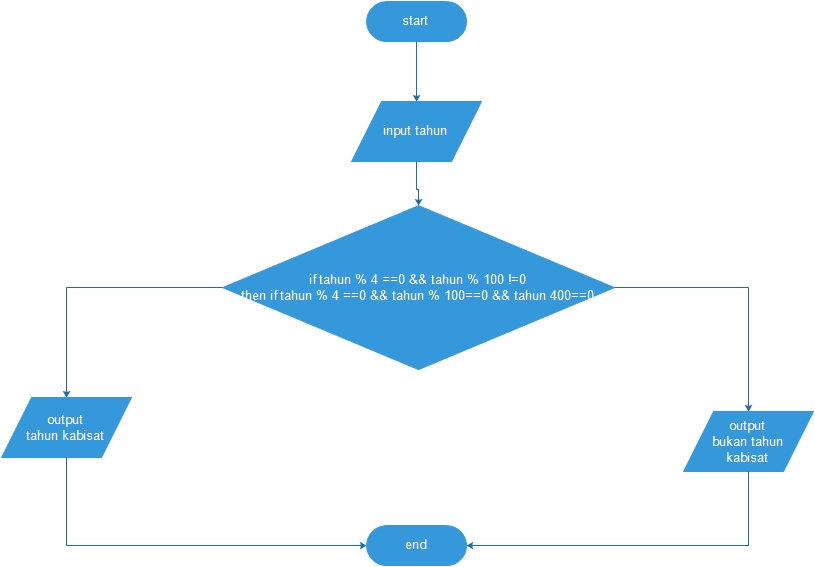 start
input tahun
if tahun % 4 ==0 && tahun % 100 !=0
then if tahun % 4 ==0 && tahun % 100==0 && tahun 400==0
output
tahun kabisat
output
bukan tahun
kabisat
end